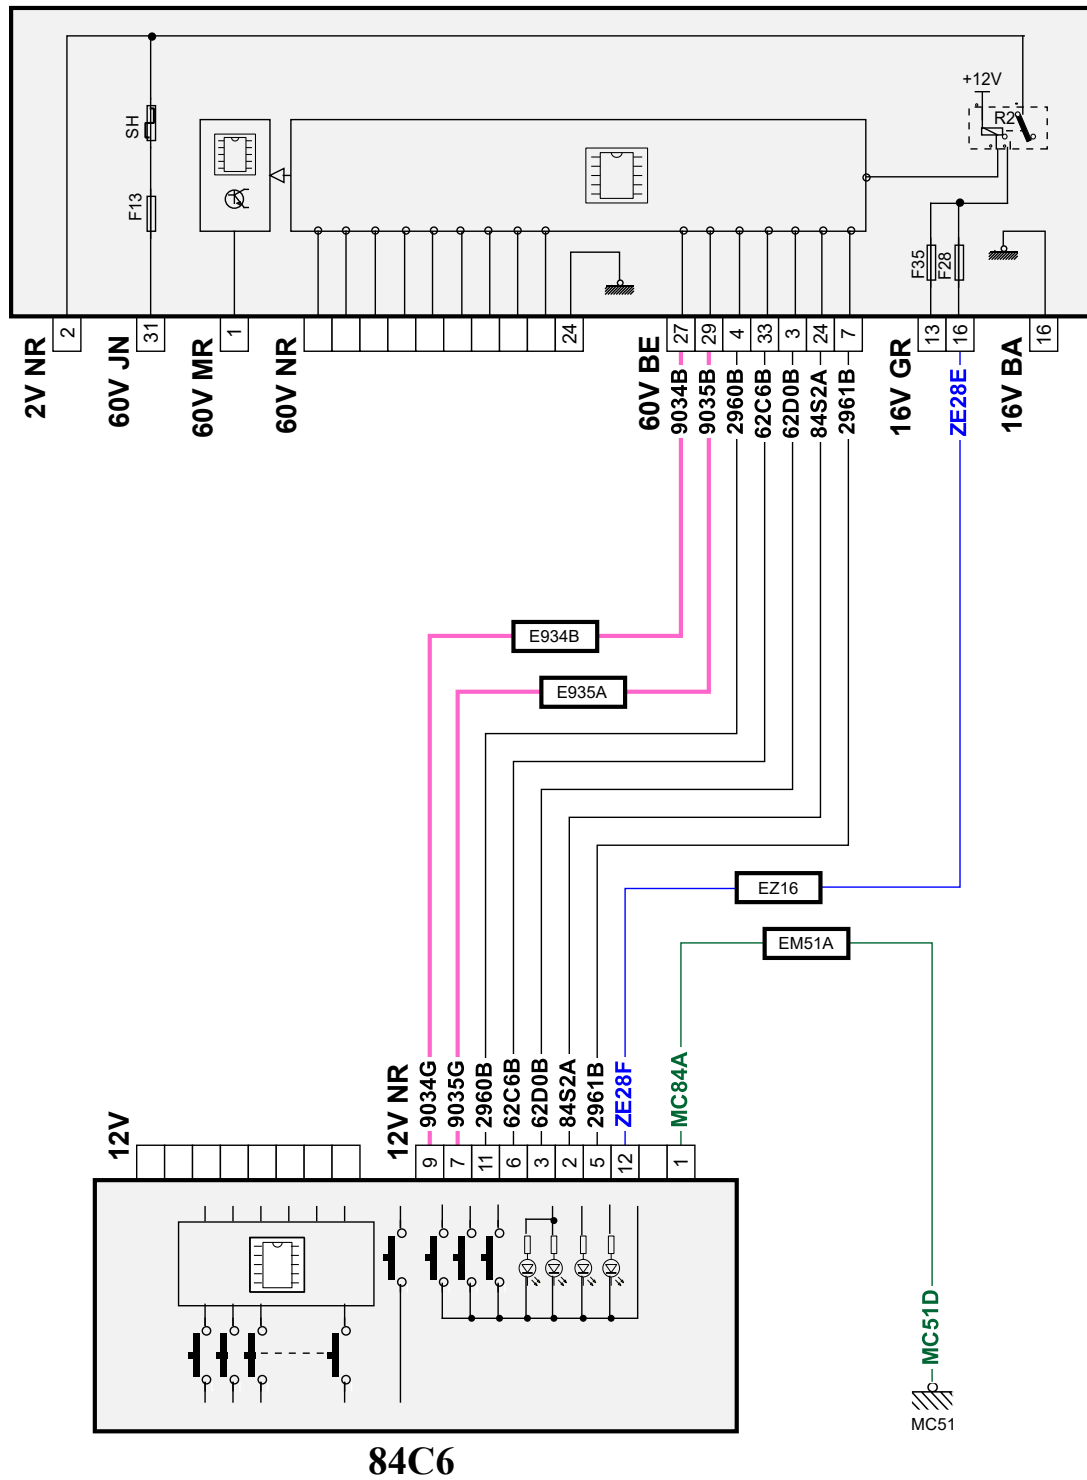 +12V
R2
SH
F13
F35
F28
2
31
1
24
27
29
4
33
3
24
7
13
16
16
2V NR
60V JN
60V MR
60V NR
60V BE
9034B
9035B
2960B
62C6B
62D0B
84S2A
2961B
16V GR
ZE28E
16V BA
E934B
E935A
EZ16
EM51A
12V
12V NR
9034G
9035G
2960B
62C6B
62D0B
84S2A
2961B
ZE28F
MC84A
9
7
11
6
3
2
5
12
1
MC51D
MC51
84C6